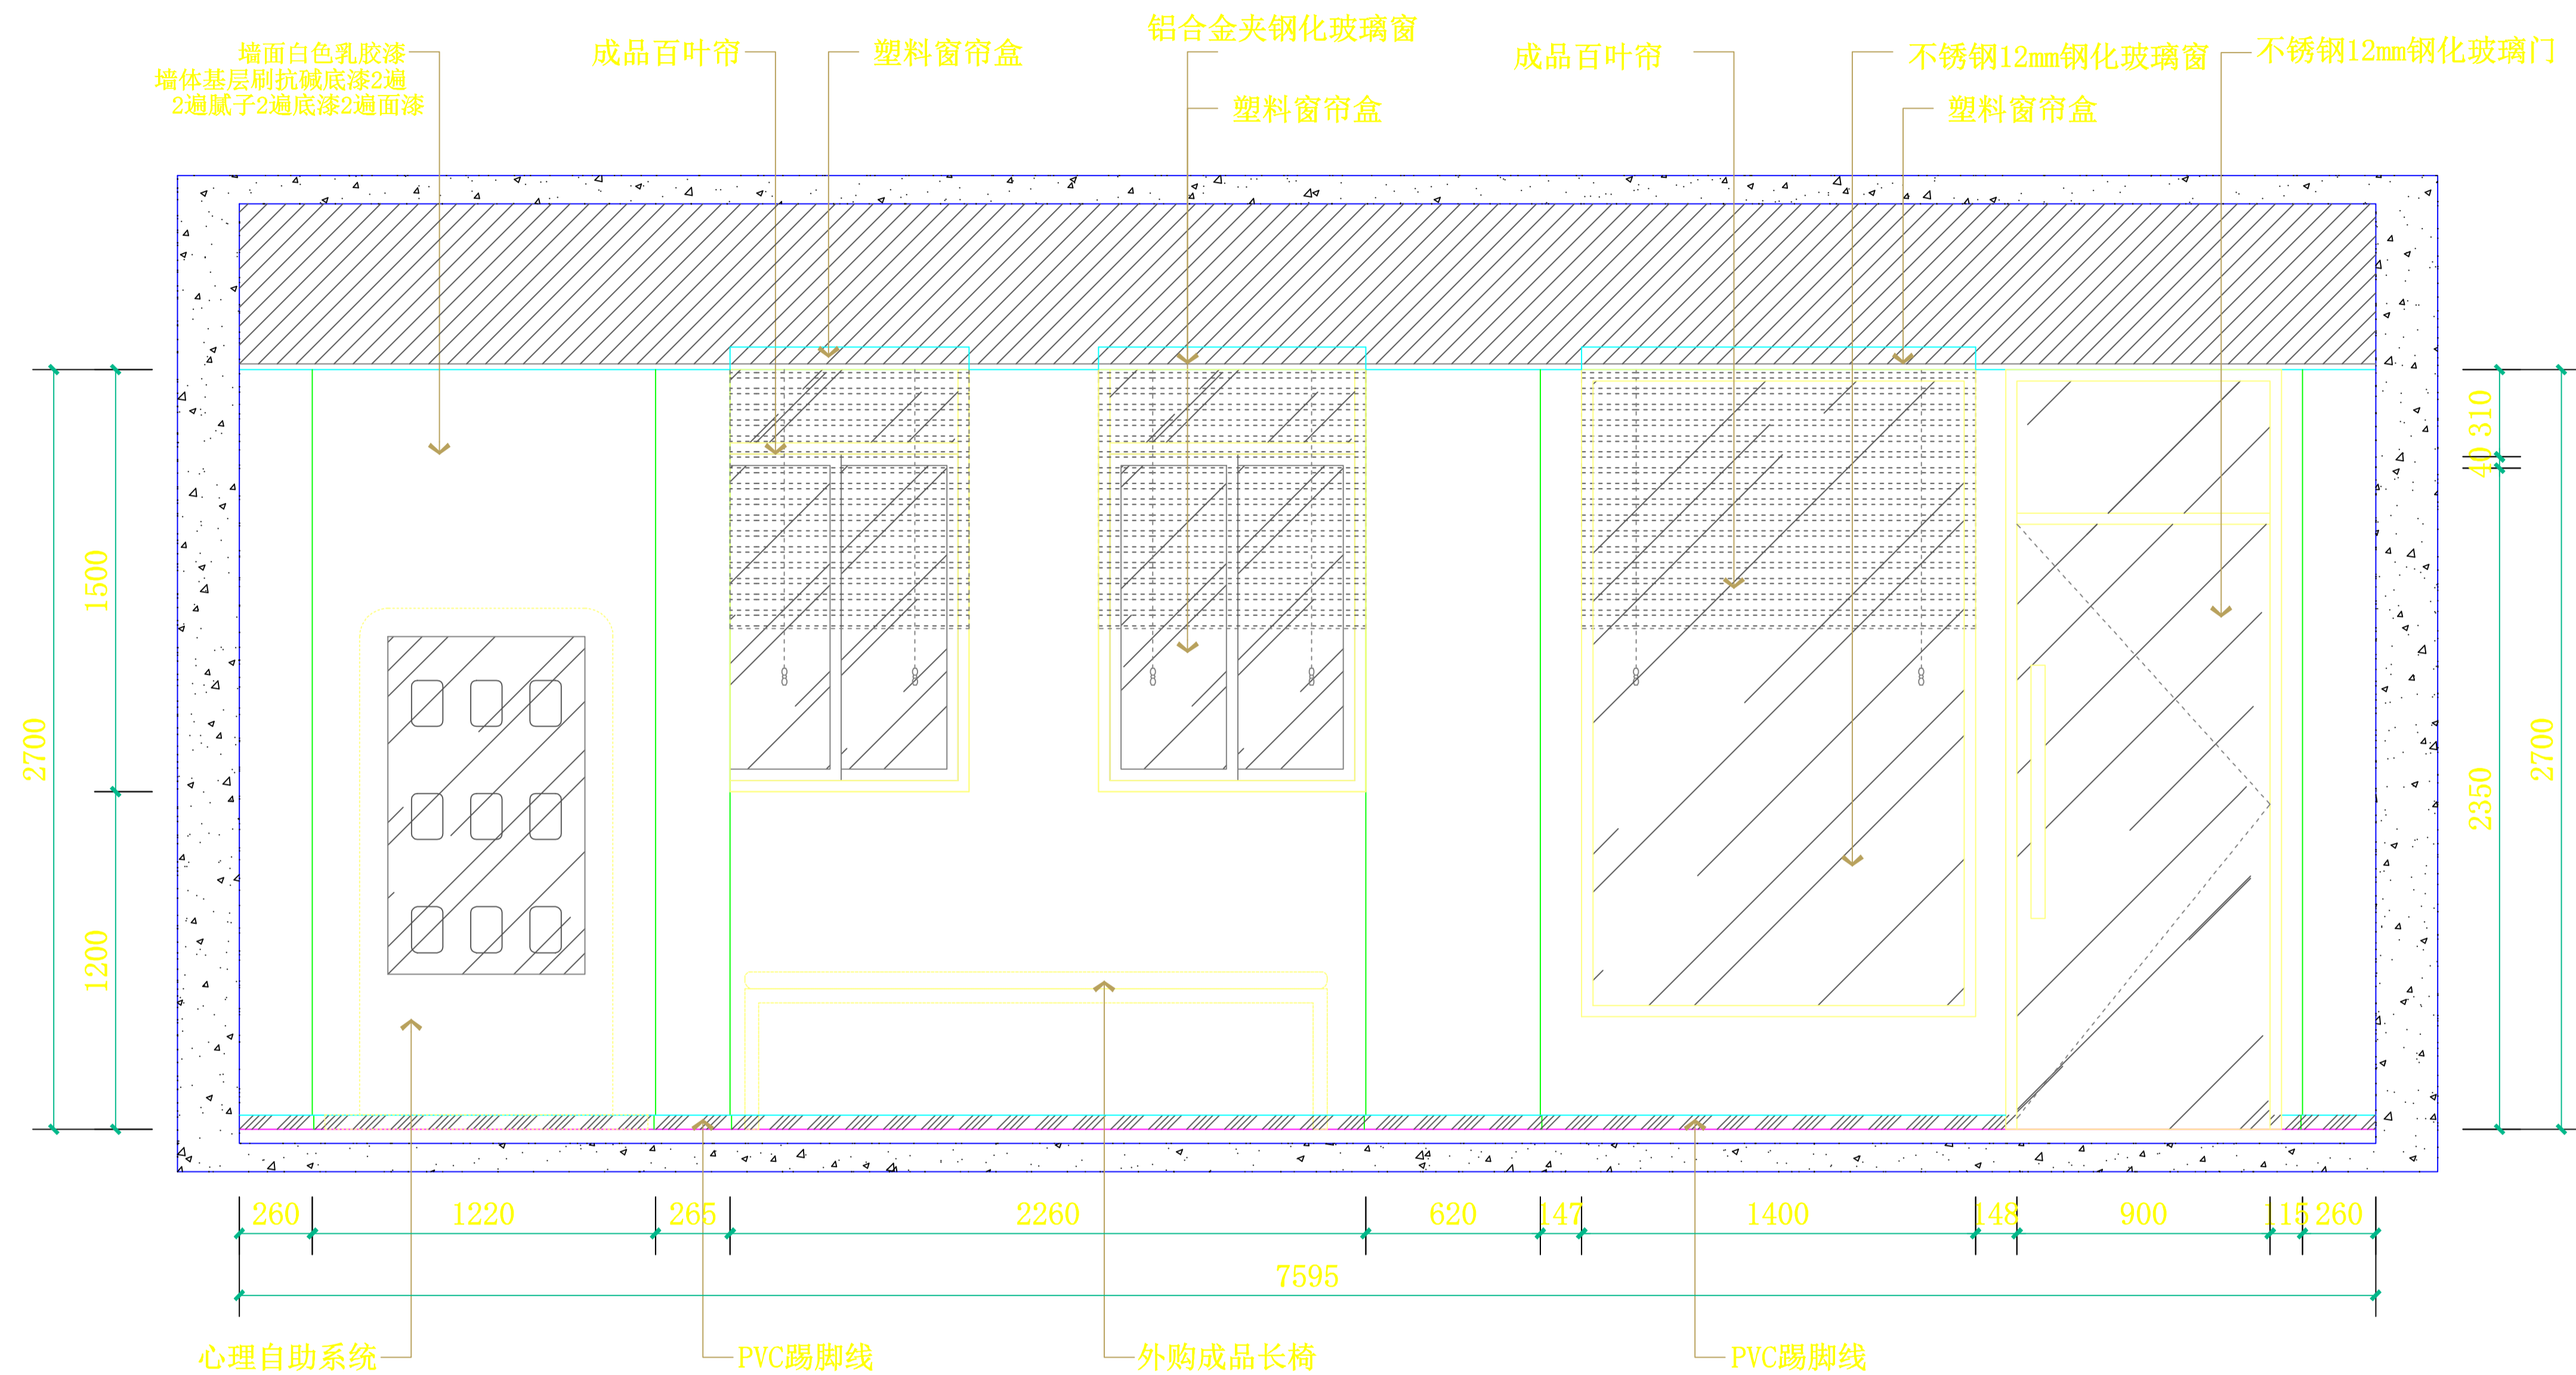 铝合金夹钢化玻璃窗
墙面白色乳胶漆
墙体基层刷抗碱底漆2遍
2遍腻子2遍底漆2遍面漆
成品百叶帘
塑料窗帘盒
塑料窗帘盒
成品百叶帘
不锈钢12mm钢化玻璃窗
塑料窗帘盒
不锈钢12mm钢化玻璃门
2700
1500
1200
310
40
2350
2700
260
1220
265
2260
620
147
1400
148
900
115
260
7595
心理自助系统
PVC踢脚线
外购成品长椅
PVC踢脚线